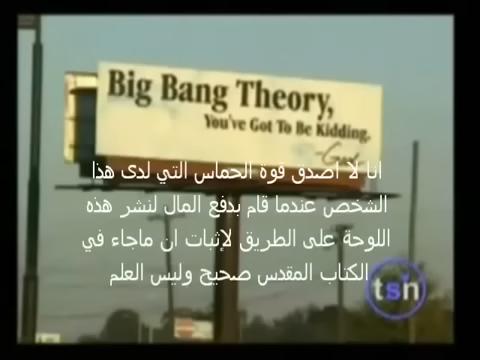 Big Bang Theory,
You've Got To Be Kidding.
-God
انا لا أصدق قوة الحماس التي لدى هذا
الشخص عندما قام بدفع المال لنشر هذه
اللوحة على الطريق لإثبات ان ماجاء في
الكتاب المقدس صحيح وليس العلم
tsn